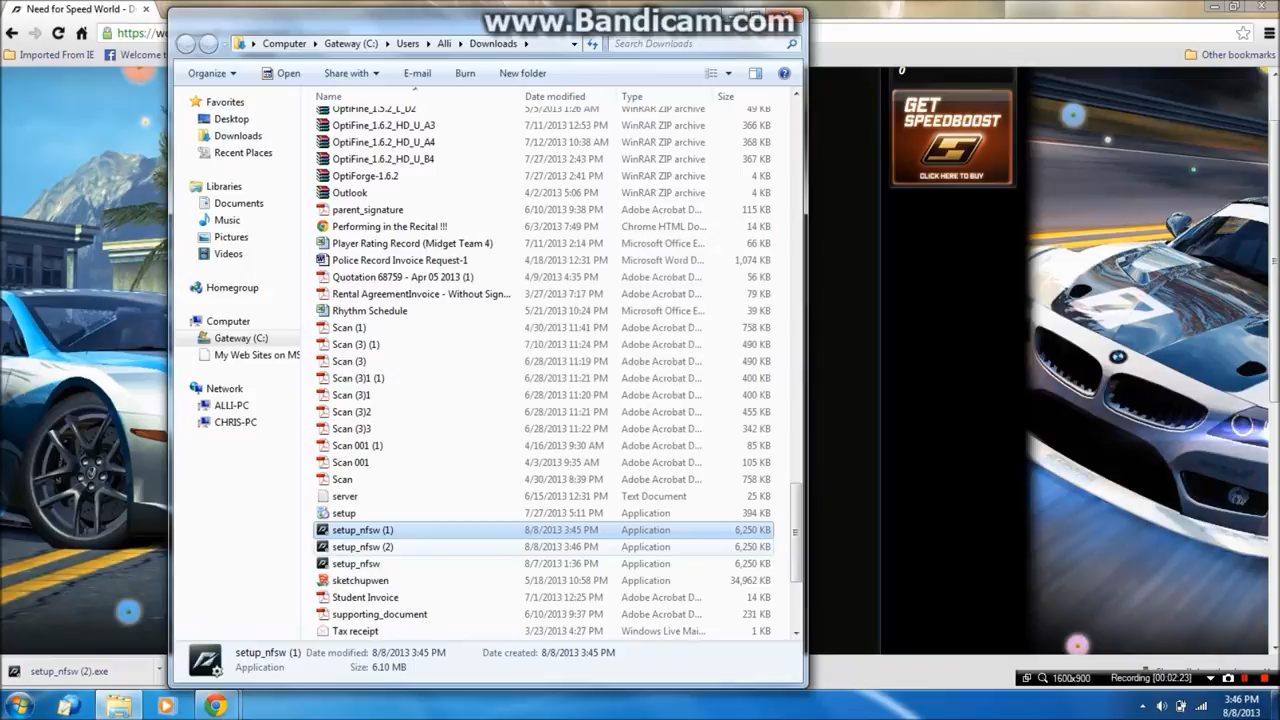 www.Bandicam.com
Need for Speed World -
https://wo
Imported From IE
Welcome t
Other bookmarks
Computer
Gateway (C:)
Users
Alli
Downloads
Search Downloads
Organize
Open
Share with
E-mail
Burn
New folder
Name Date modified Type Size
Favorites
Desktop
Downloads
Recent Places
Libraries
Documents
Music
Pictures
Videos
Homegroup
Computer
Gateway (C:)
My Web Sites on MS
Network
ALLI-PC
CHRIS-PC
OptiFine_1.5.2_L_D2 5/5/2013 1:26 AM WinRAR ZIP archive 49 KB
OptiFine_1.6.2_HD_U_A3 7/11/2013 12:53 PM WinRAR ZIP archive 366 KB
OptiFine_1.6.2_HD_U_A4 7/12/2013 10:38 AM WinRAR ZIP archive 368 KB
OptiFine_1.6.2_HD_U_B4 7/27/2013 2:43 PM WinRAR ZIP archive 367 KB
OptiForge-1.6.2 7/27/2013 2:41 PM WinRAR ZIP archive 4 KB
Outlook 4/2/2013 5:06 PM WinRAR ZIP archive 4 KB
parent_signature 6/10/2013 9:38 PM Adobe Acrobat D... 115 KB
Performing in the Recital !!! 6/3/2013 7:49 PM Chrome HTML Do... 14 KB
Player Rating Record (Midget Team 4) 7/11/2013 2:14 PM Microsoft Office E... 66 KB
Police Record Invoice Request-1 4/18/2013 12:31 PM Microsoft Word D... 1,074 KB
Quotation 68759 - Apr 05 2013 (1) 4/9/2013 4:35 PM Adobe Acrobat D... 56 KB
Rental AgreementInvoice - Without Sign... 3/27/2013 7:17 PM Adobe Acrobat D... 79 KB
Rhythm Schedule 5/21/2013 10:24 PM Microsoft Office E... 39 KB
Scan (1) 4/30/2013 11:41 PM Adobe Acrobat D... 758 KB
Scan (3) (1) 7/10/2013 11:24 PM Adobe Acrobat D... 490 KB
Scan (3) 6/28/2013 11:19 PM Adobe Acrobat D... 490 KB
Scan (3)1 (1) 6/28/2013 11:21 PM Adobe Acrobat D... 400 KB
Scan (3)1 6/28/2013 11:20 PM Adobe Acrobat D... 400 KB
Scan (3)2 6/28/2013 11:21 PM Adobe Acrobat D... 455 KB
Scan (3)3 6/28/2013 11:22 PM Adobe Acrobat D... 342 KB
Scan 001 (1) 4/16/2013 9:30 AM Adobe Acrobat D... 85 KB
Scan 001 4/3/2013 9:35 AM Adobe Acrobat D... 105 KB
Scan 4/30/2013 8:39 PM Adobe Acrobat D... 758 KB
server 6/15/2013 12:31 PM Text Document 25 KB
setup 7/27/2013 5:11 PM Application 394 KB
setup_nfsw (1) 8/8/2013 3:45 PM Application 6,250 KB
setup_nfsw (2) 8/8/2013 3:46 PM Application 6,250 KB
setup_nfsw 8/7/2013 1:36 PM Application 6,250 KB
sketchupwen 5/18/2013 10:58 PM Application 34,962 KB
Student Invoice 7/1/2013 12:25 PM Adobe Acrobat D... 14 KB
supporting_document 6/10/2013 9:37 PM Adobe Acrobat D... 231 KB
Tax receipt 3/23/2013 4:27 PM Windows Live Mai... 1 KB
setup_nfsw (1) Date modified: 8/8/2013 3:45 PM Date created: 8/8/2013 3:45 PM
Application Size: 6.10 MB
0
GET
SPEEDBOOST
CLICK HERE TO BUY
setup_nfsw (2).exe
1600x900 Recording [00:02:23]
3:46 PM
8/8/2013